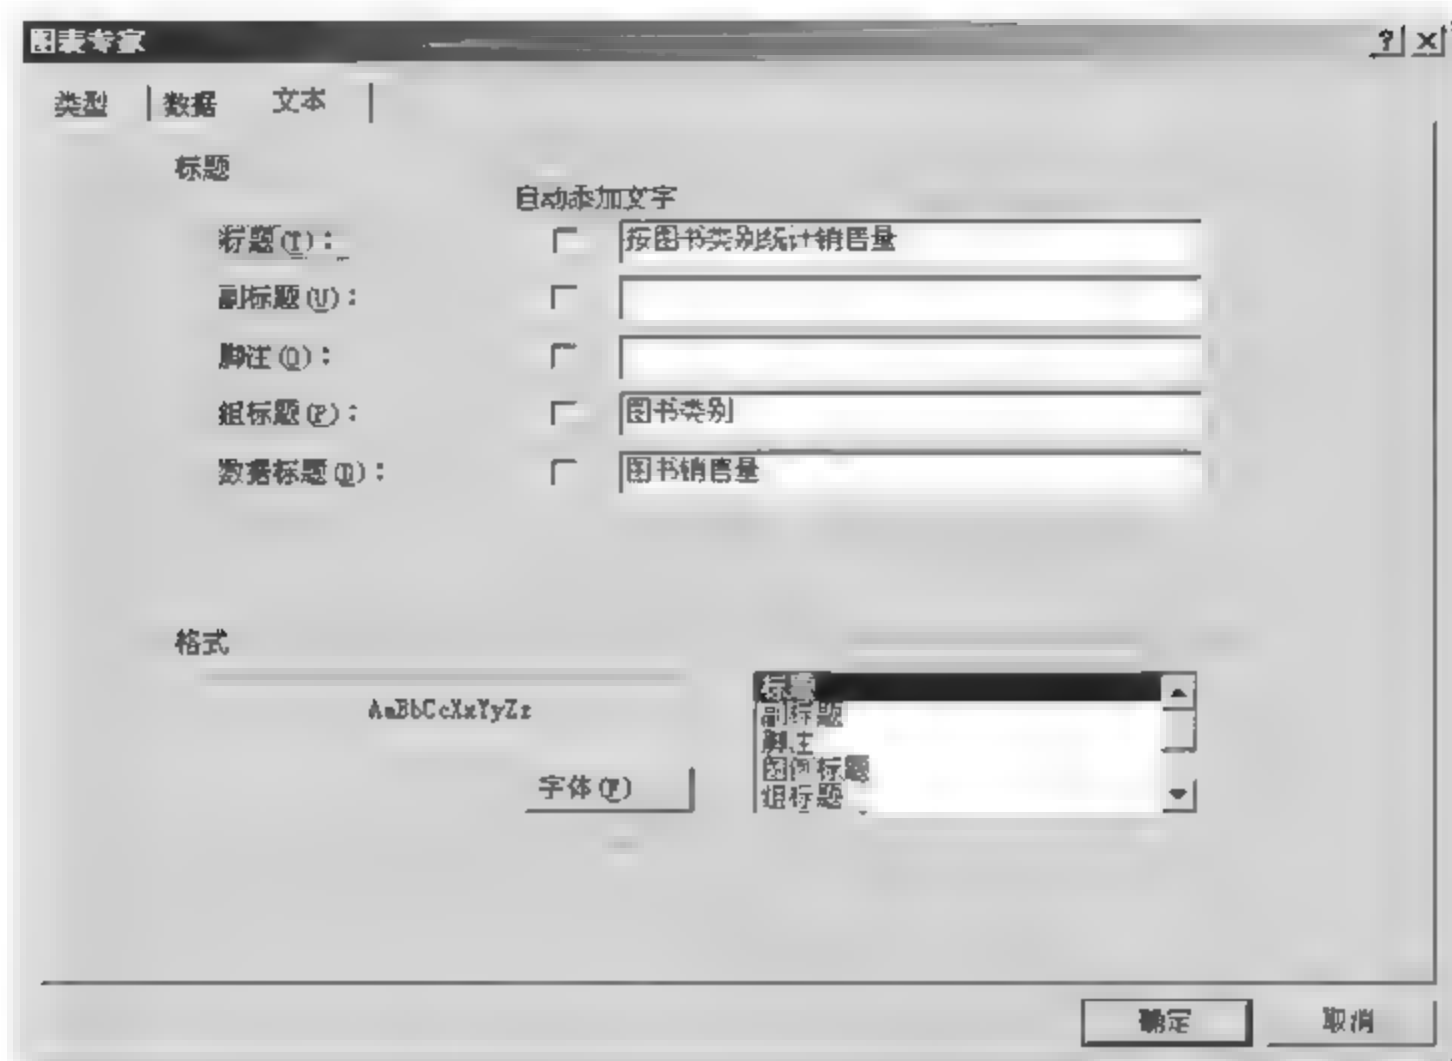 图表专家
类型 数据 文本
标题
自动添加文字
标题(T): 按图书类别统计销售量
副标题(U):
脚注(O):
组标题(P): 图书类别
数据标题(D): 图书销售量
格式
AaBbCcXxYyZz
字体(F)
标题
副标题
脚注
图例标题
组标题
确定 取消